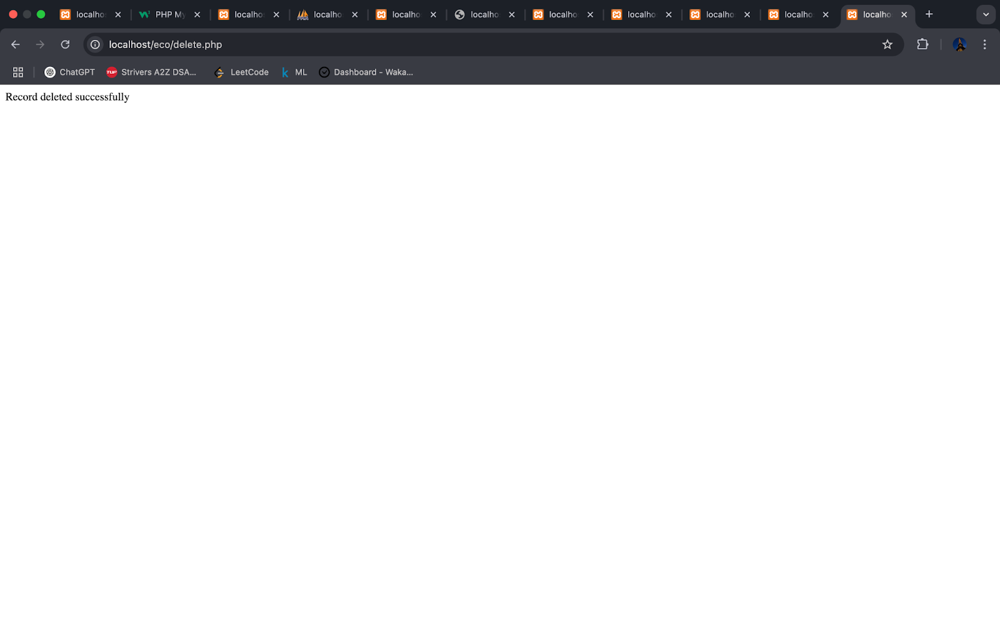 localho PHP My localho localho localho localho localho localho localho localho localho
localhost/eco/delete.php
ChatGPT TUF Strivers A2Z DSA... LeetCode k ML Dashboard - Waka...
Record deleted successfully